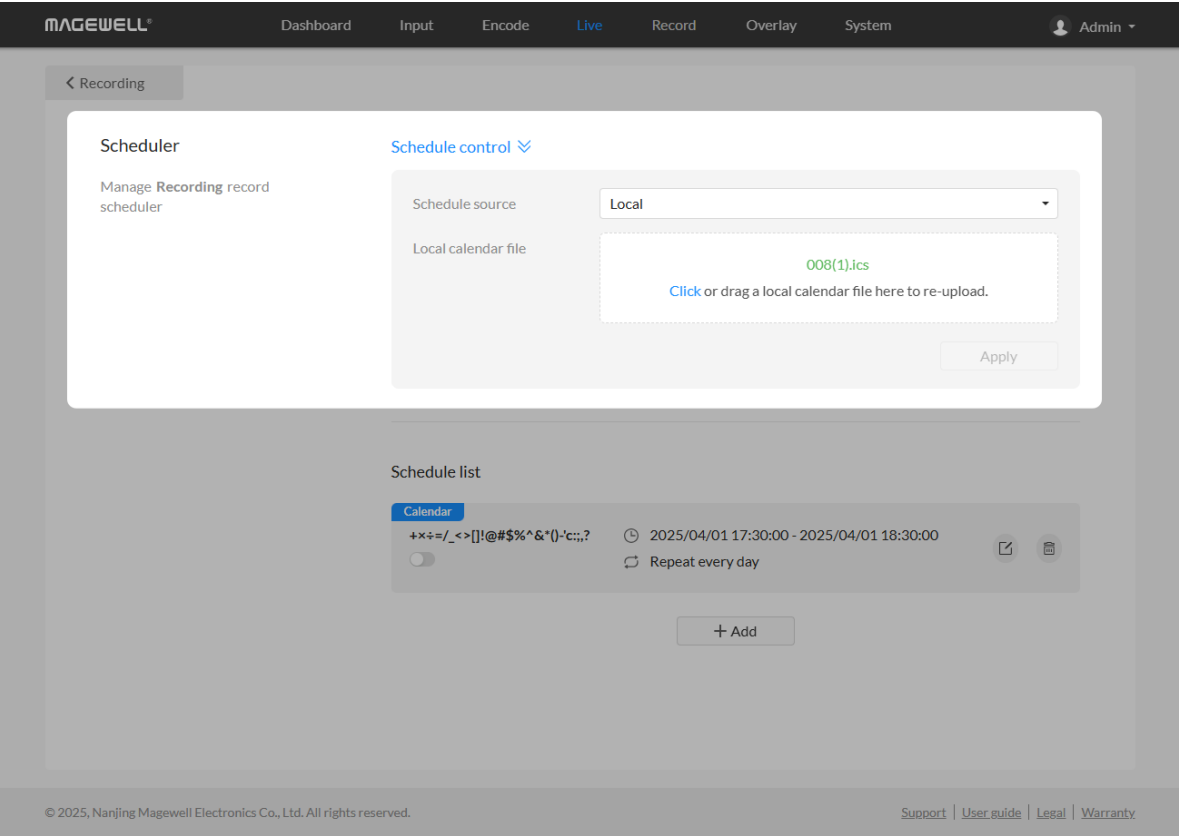 MAGEWELL® Dashboard Input Encode Live Record Overlay System Admin
Recording
Scheduler
Manage Recording record
scheduler
Schedule control
Schedule source Local
Local calendar file
008(1).ics
Click or drag a local calendar file here to re-upload.
Apply
Schedule list
Calendar
+×÷=/_<>[]!@#$%^&*()-'c:;,? 2025/04/01 17:30:00 - 2025/04/01 18:30:00
Repeat every day
+ Add
© 2025, Nanjing Magewell Electronics Co., Ltd. All rights reserved. Support | User guide | Legal | Warranty